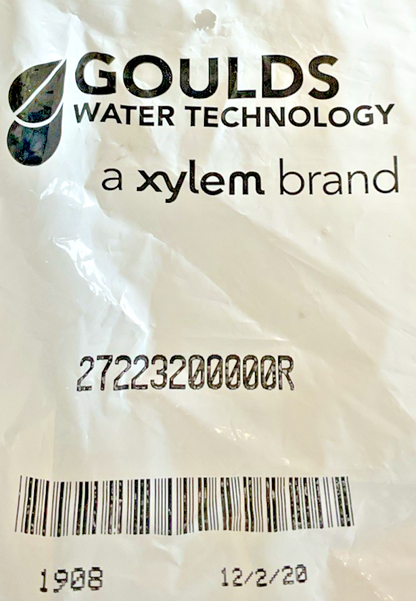 GOULDS
WATER TECHNOLOGY
a xylem brand
27223200000R
1908 12/2/20